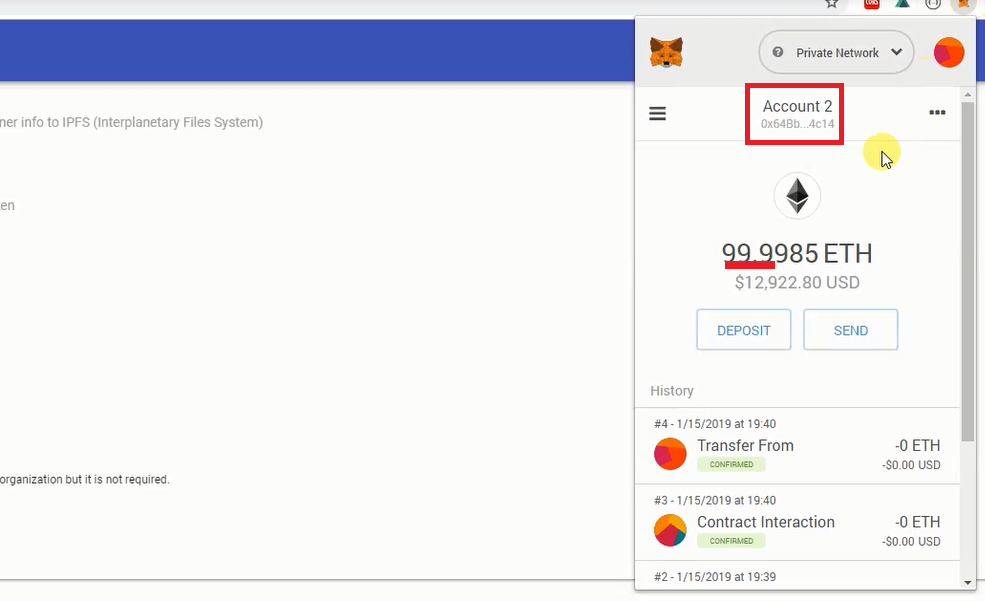 Private Network
Account 2
0x64Bb...4c14
ner info to IPFS (Interplanetary Files System)
en
99.9985 ETH
$12,922.80 USD
DEPOSIT
SEND
History
#4 - 1/15/2019 at 19:40
Transfer From
-0 ETH
CONFIRMED
-$0.00 USD
organization but it is not required.
#3 - 1/15/2019 at 19:40
Contract Interaction
-0 ETH
CONFIRMED
-$0.00 USD
#2 - 1/15/2019 at 19:39